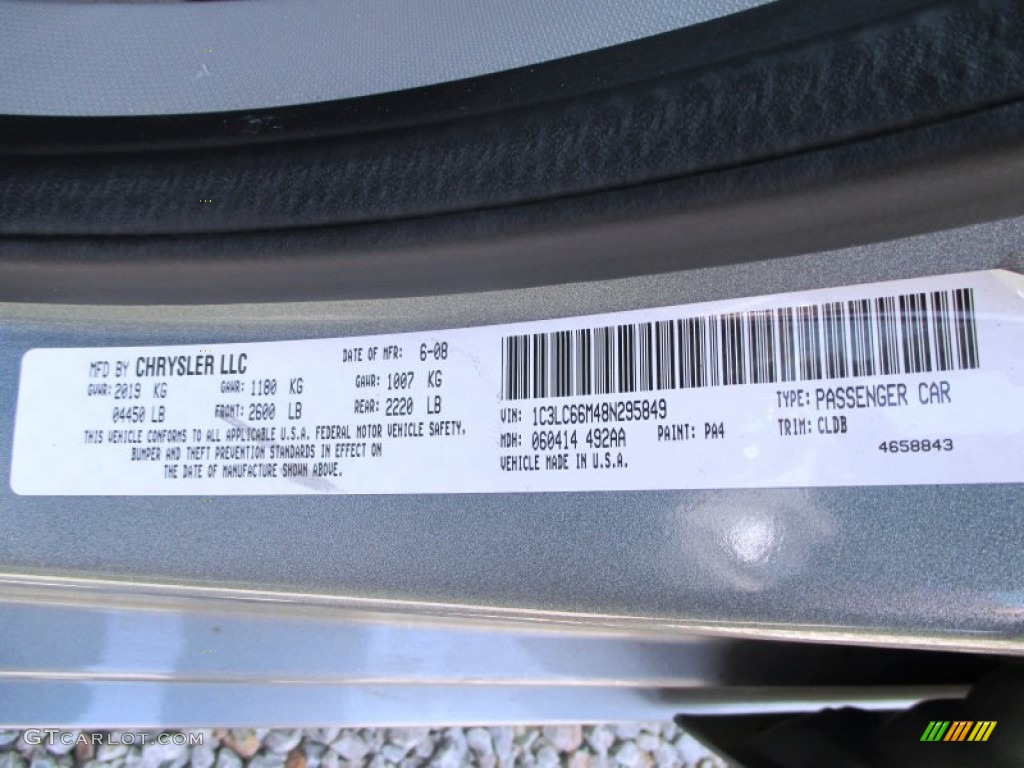 MFD BY CHRYSLER LLC DATE OF MFR: 6-08
GVWR: 2019 KG GAWR: 1180 KG GAWR: 1007 KG
04450 LB FRONT: 2600 LB REAR: 2220 LB
THIS VEHICLE CONFORMS TO ALL APPLICABLE U.S.A. FEDERAL MOTOR VEHICLE SAFETY,
BUMPER AND THEFT PREVENTION STANDARDS IN EFFECT ON
THE DATE OF MANUFACTURE SHOWN ABOVE.
VIN: 1C3LC66M48N295849 TYPE: PASSENGER CAR
MDH: 060414 492AA PAINT: PA4 TRIM: CLDB
VEHICLE MADE IN U.S.A. 4658843
GTCARLOT.COM